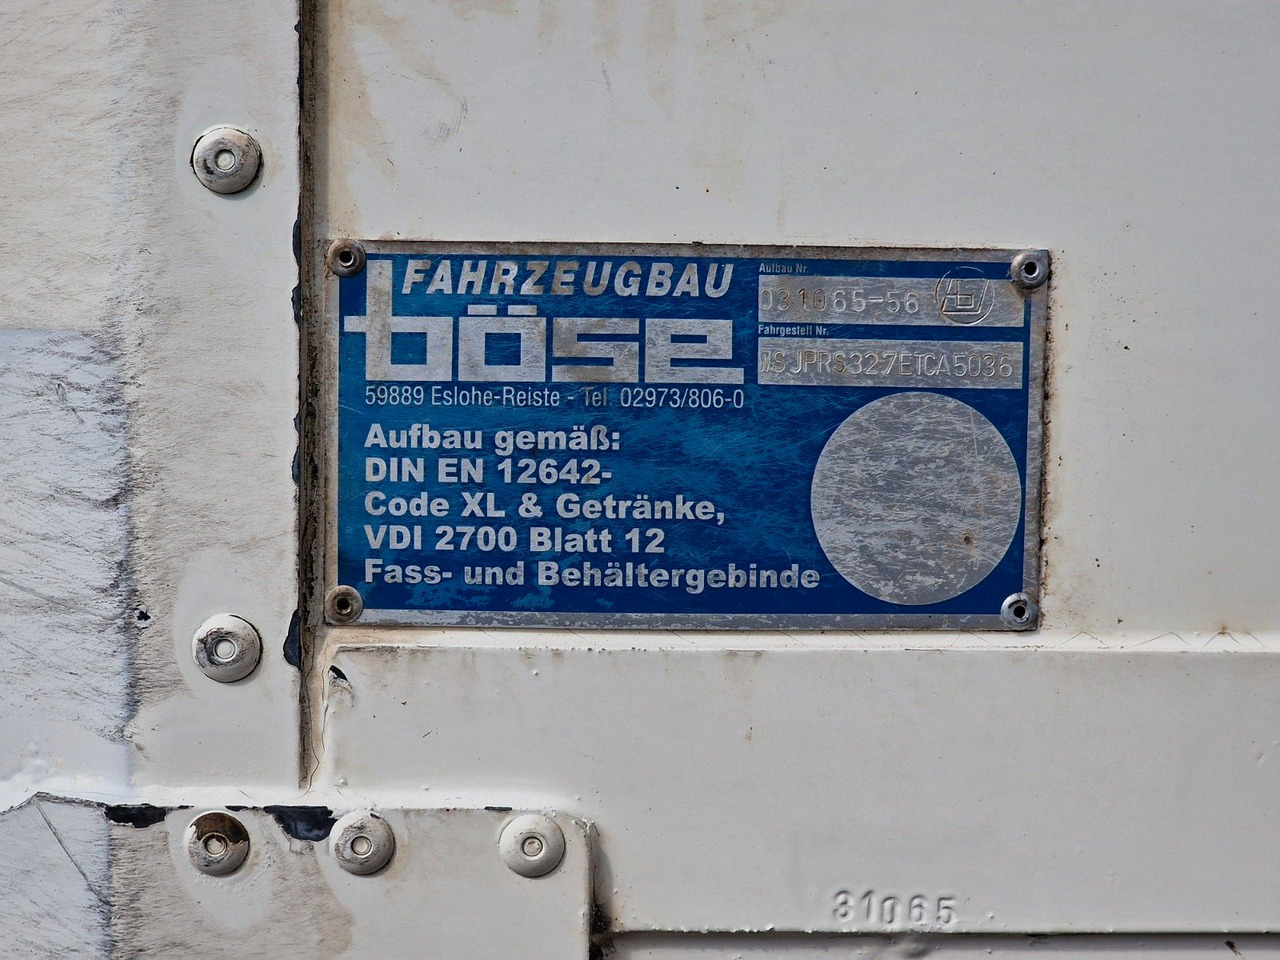 FAHRZEUGBAU
böse
59889 Eslohe-Reiste - Tel. 02973/806-0
Aufbau Nr.
031065-56
Fahrgestell Nr.
WSJPRS327ETCA5036
Aufbau gemäß:
DIN EN 12642-
Code XL & Getränke,
VDI 2700 Blatt 12
Fass- und Behältergebinde
31065